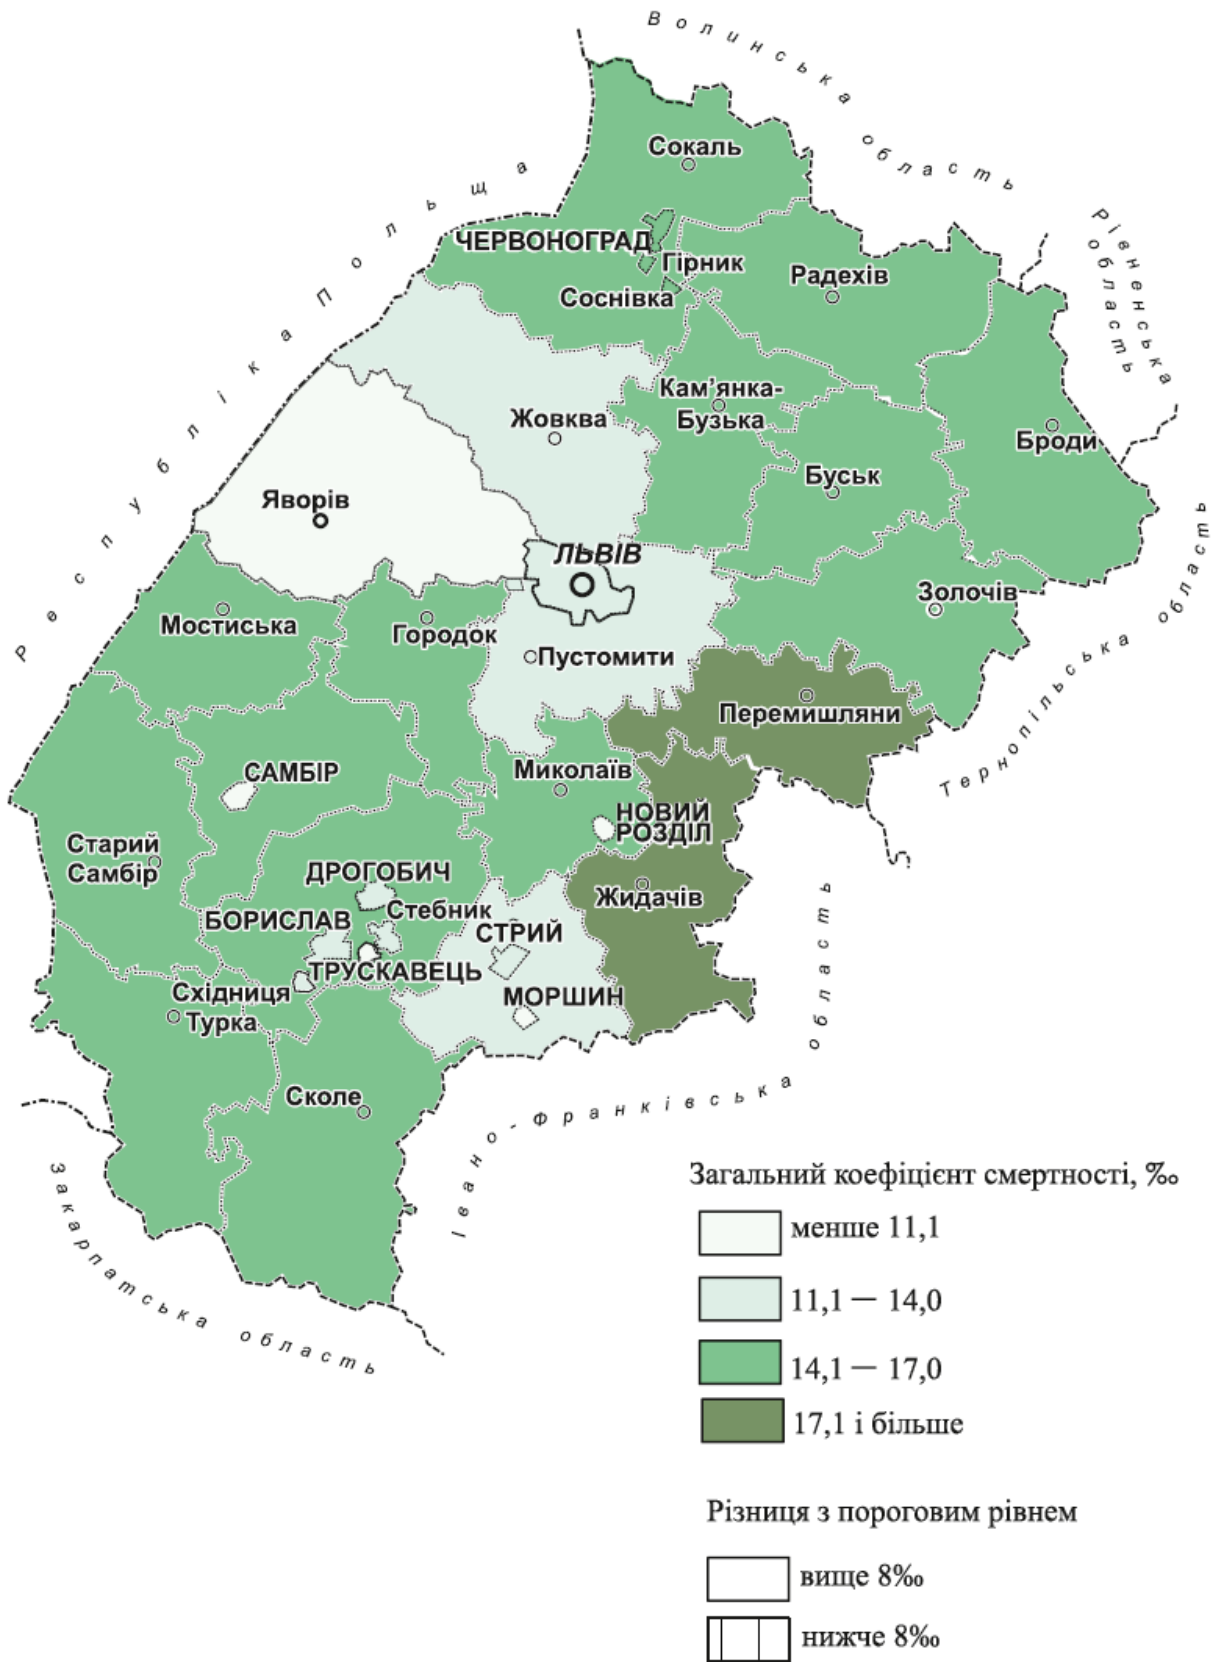 Волинська область
Рівненська
область
Республіка Польща
Сокаль
ЧЕРВОНОГРАД
Гірник
Соснівка
Радехів
Кам’янка-
Бузька
Жовква
Броди
Буськ
Яворів
ЛЬВІВ
Золочів
Мостиська
Городок
Пустомити
Перемишляни
Тернопільська область
САМБІР
Миколаїв
НОВИЙ
РОЗДІЛ
Старий
Самбір
ДРОГОБИЧ
Жидачів
БОРИСЛАВ
Стебник
СТРИЙ
ТРУСКАВЕЦЬ
Східниця
МОРШИН
Турка
Сколе
Івано-Франківська область
Закарпатська область
Загальний коефіцієнт смертності, ‰
менше 11,1
11,1 — 14,0
14,1 — 17,0
17,1 і більше
Різниця з пороговим рівнем
вище 8‰
нижче 8‰